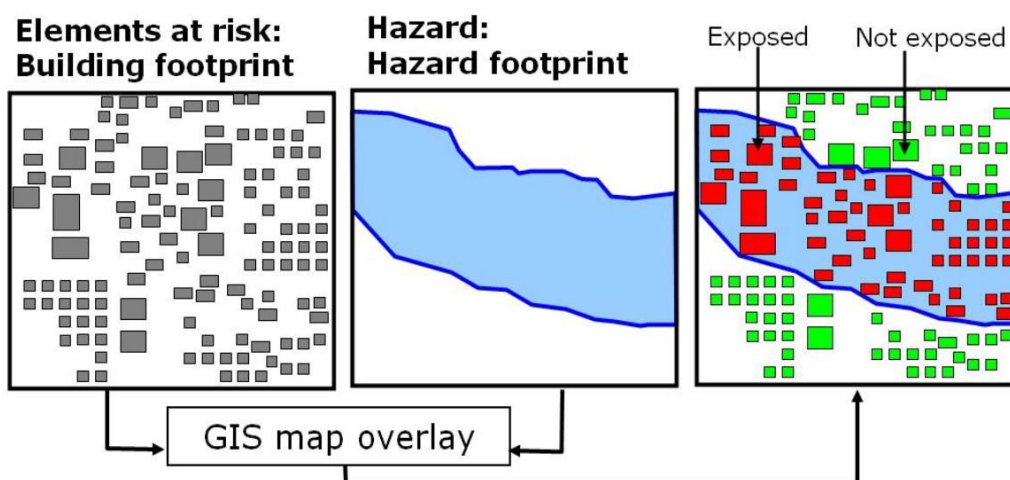 Elements at risk:
Building footprint
Hazard:
Hazard footprint
Exposed
Not exposed
GIS map overlay